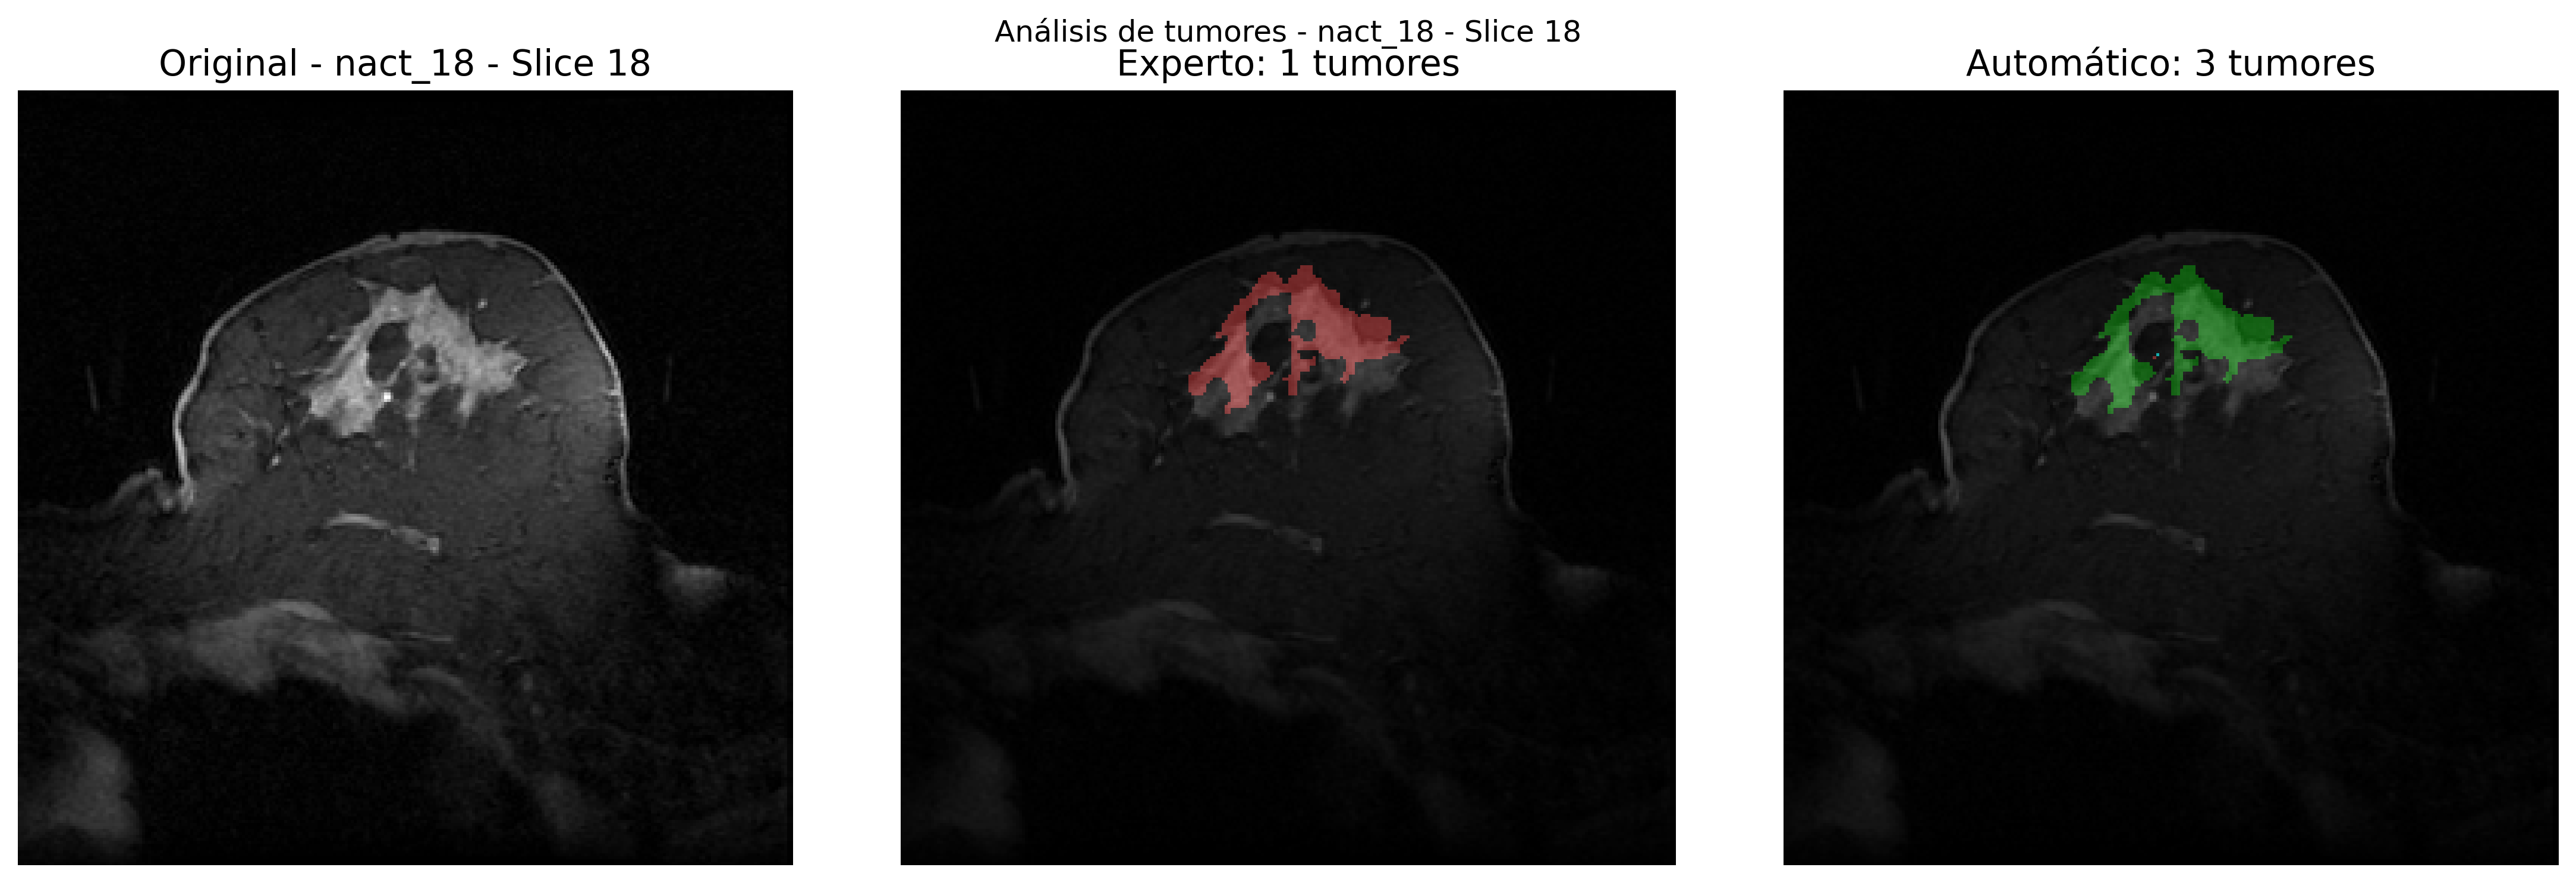 Análisis de tumores - nact_18 - Slice 18
Original - nact_18 - Slice 18
Experto: 1 tumores
Automático: 3 tumores